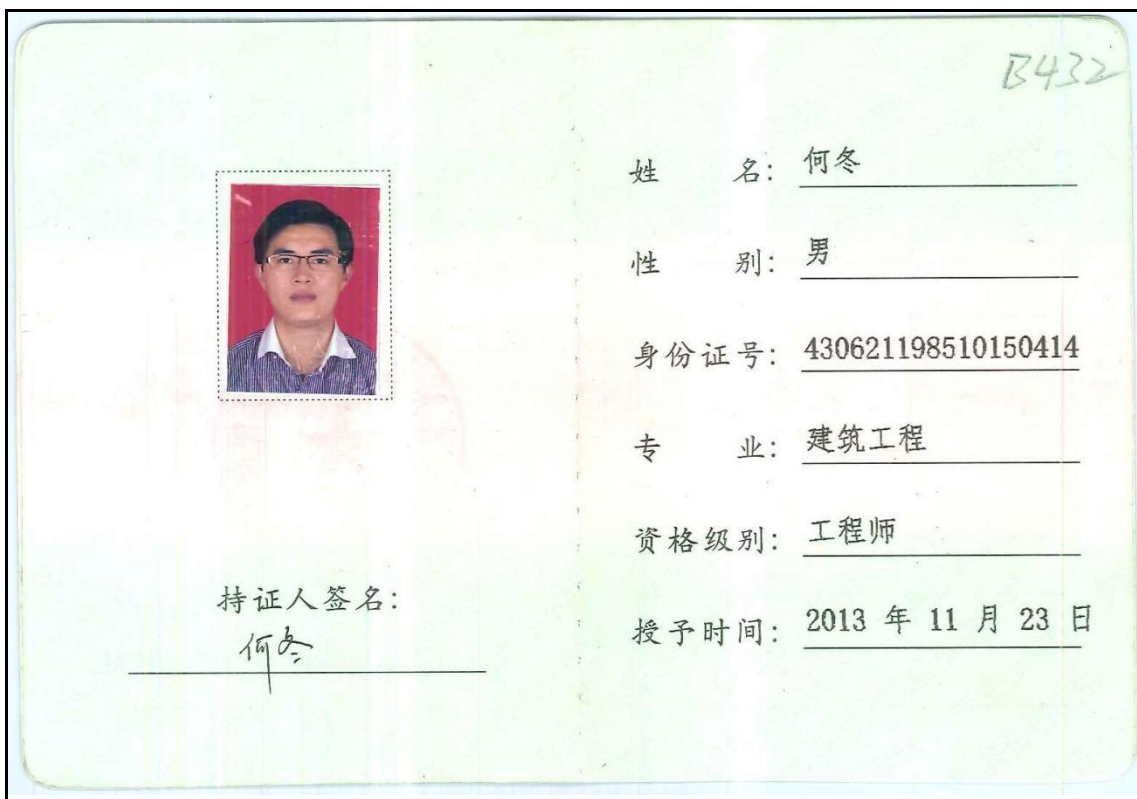 B432
姓 名: 何冬
性 别: 男
身份证号: 430621198510150414
专 业: 建筑工程
资格级别: 工程师
授予时间: 2013 年 11 月 23 日
持证人签名:
何冬